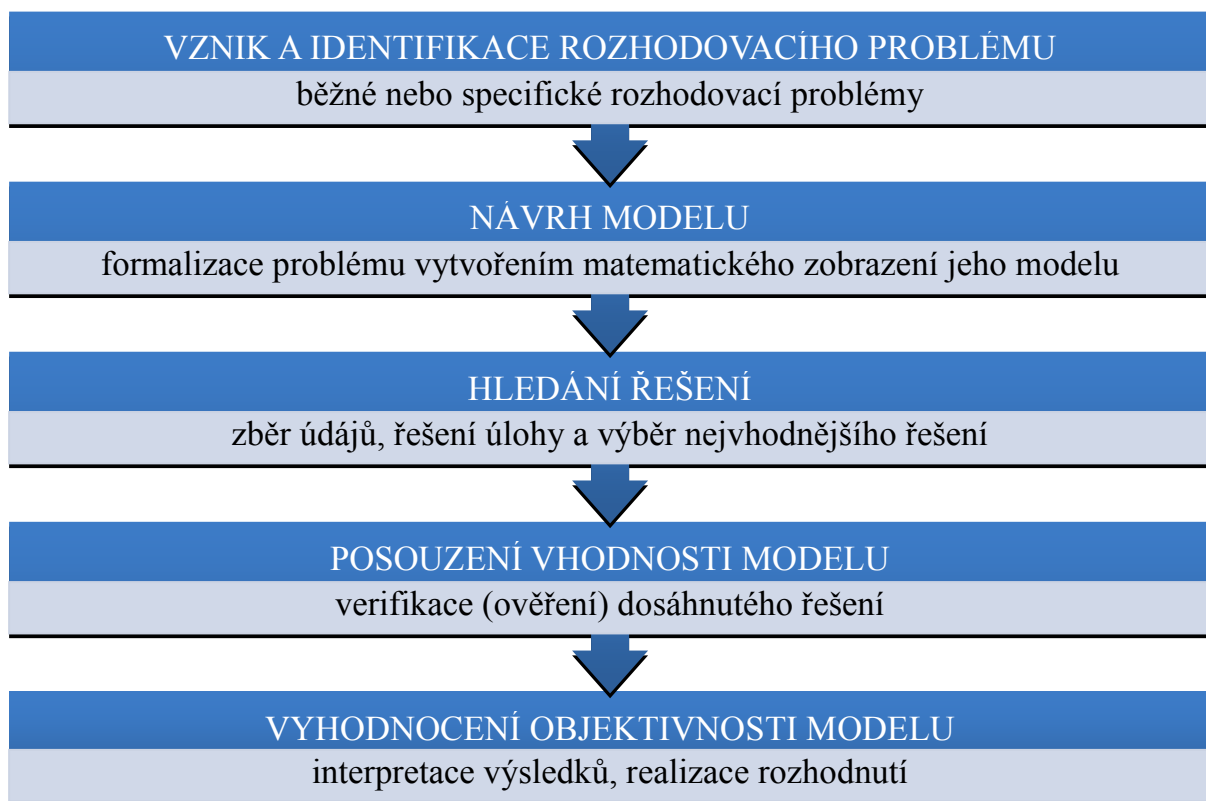 VZNIK A IDENTIFIKACE ROZHODOVACÍHO PROBLÉMU
běžné nebo specifické rozhodovací problémy
NÁVRH MODELU
formalizace problému vytvořením matematického zobrazení jeho modelu
HLEDÁNÍ ŘEŠENÍ
zběr údajů, řešení úlohy a výběr nejvhodnějšího řešení
POSOUZENÍ VHODNOSTI MODELU
verifikace (ověření) dosáhnutého řešení
VYHODNOCENÍ OBJEKTIVNOSTI MODELU
interpretace výsledků, realizace rozhodnutí